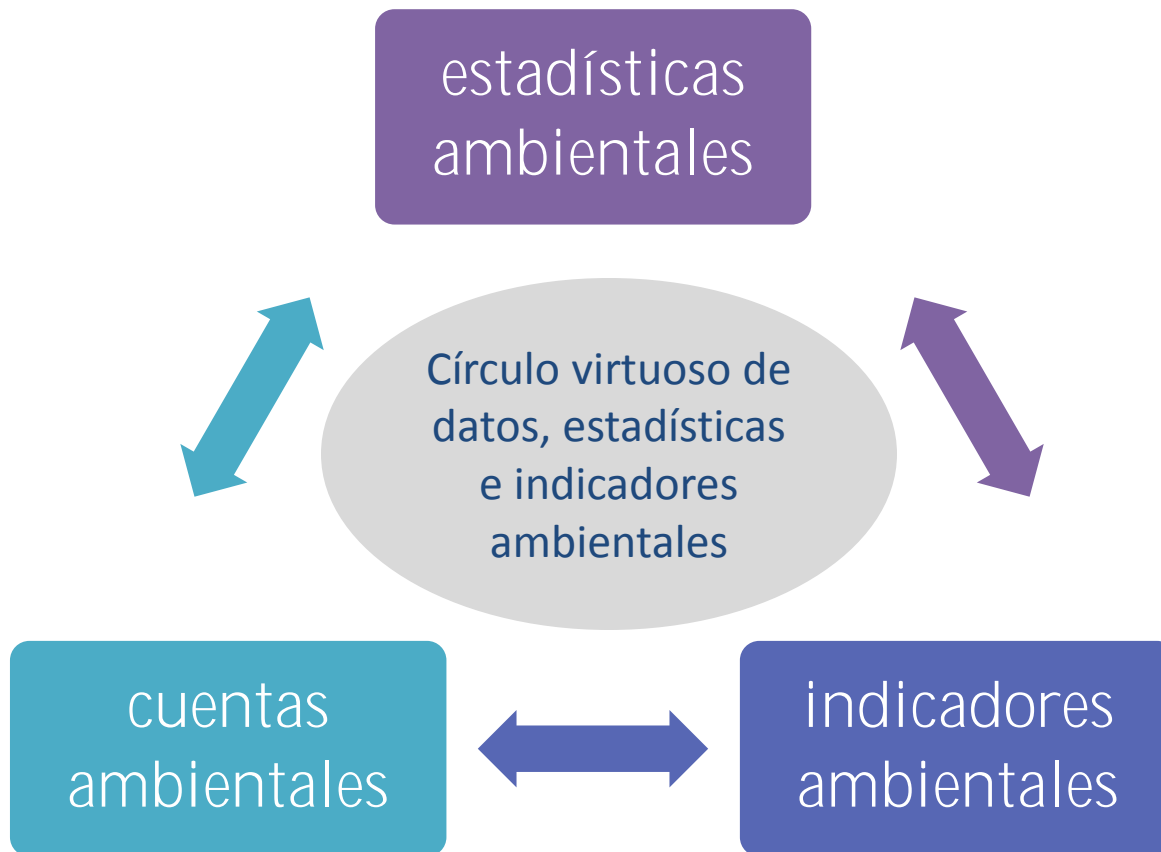 estadísticas
ambientales
Círculo virtuoso de
datos, estadísticas
e indicadores
ambientales
cuentas
ambientales
indicadores
ambientales